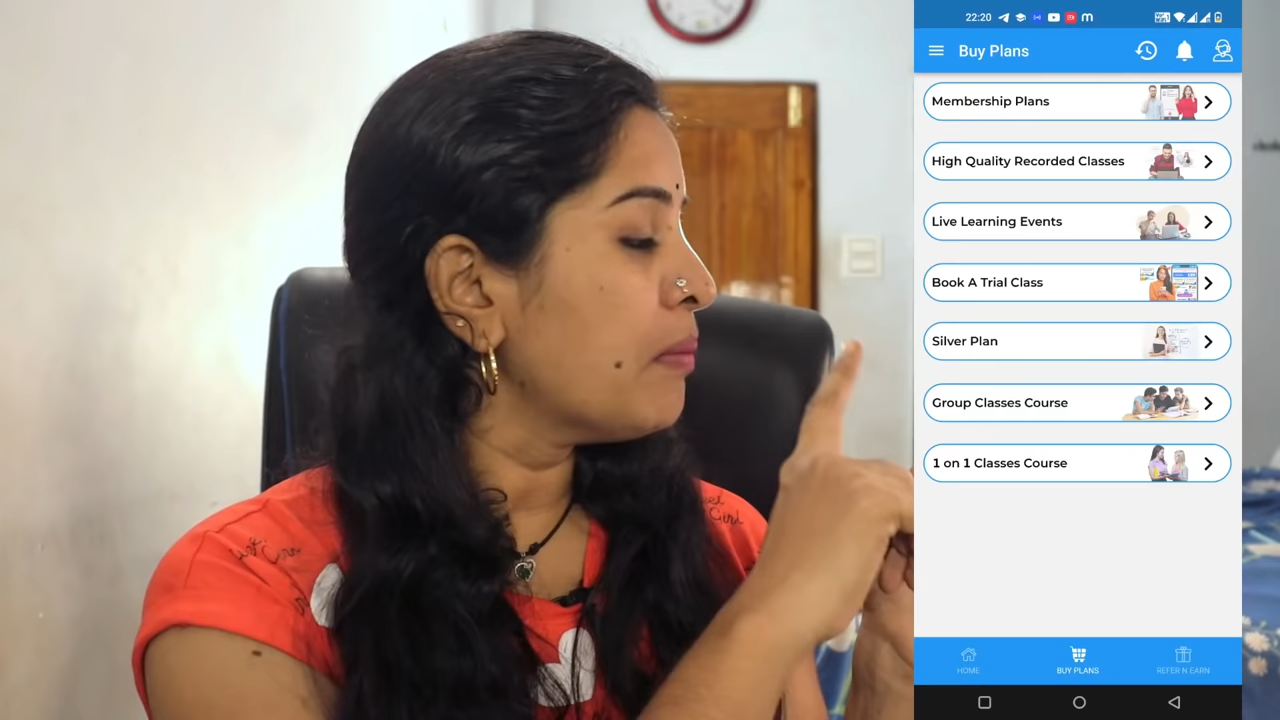 22:20
Buy Plans
Membership Plans
High Quality Recorded Classes
Live Learning Events
Book A Trial Class
Silver Plan
Group Classes Course
1 on 1 Classes Course
HOME
BUY PLANS
REFER N EARN
Girl